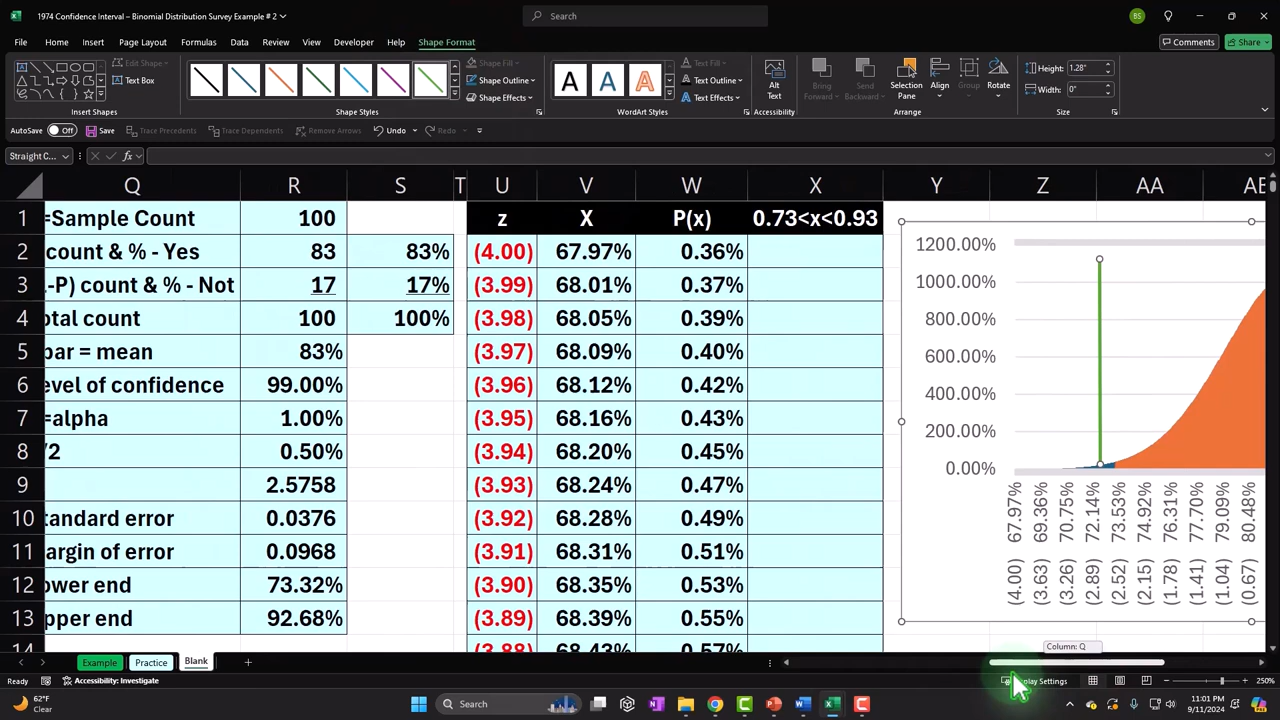 1974 Confidence Interval – Binomial Distribution Survey Example # 2
Search
BS
File Home Insert Page Layout Formulas Data Review View Developer Help Shape Format
Comments Share
Edit Shape
Text Box
Insert Shapes
Shape Fill
Shape Outline
Shape Effects
Shape Styles
A A A
Text Fill
Text Outline
Text Effects
WordArt Styles
Alt Text
Accessibility
Bring Forward
Send Backward
Selection Pane
Align
Group
Rotate
Arrange
Height: 1.28"
Width: 0"
Size
AutoSave Off Save Trace Precedents Undo Trace Dependents Remove Arrows Redo
Straight C... fx
Q R S T U V W X Y Z AA AB
1 =Sample Count 100 z X P(x) 0.73<x<0.93
2 count & % - Yes 83 83% (4.00) 67.97% 0.36%
3 -P) count & % - Not 17 17% (3.99) 68.01% 0.37%
4 otal count 100 100% (3.98) 68.05% 0.39%
5 bar = mean 83% (3.97) 68.09% 0.40%
6 evel of confidence 99.00% (3.96) 68.12% 0.42%
7 =alpha 1.00% (3.95) 68.16% 0.43%
8 /2 0.50% (3.94) 68.20% 0.45%
9 2.5758 (3.93) 68.24% 0.47%
10 tandard error 0.0376 (3.92) 68.28% 0.49%
11 argin of error 0.0968 (3.91) 68.31% 0.51%
12 ower end 73.32% (3.90) 68.35% 0.53%
13 pper end 92.68% (3.89) 68.39% 0.55%
14 (3.88) 68.43% 0.57%
1200.00%
1000.00%
800.00%
600.00%
400.00%
200.00%
0.00%
67.97% 69.36% 70.75% 72.14% 73.53% 74.92% 76.31% 77.70% 79.09% 80.48%
(4.00) (3.63) (3.26) (2.89) (2.52) (2.15) (1.78) (1.41) (1.04) (0.67)
Column: Q
Example Practice Blank
Ready Accessibility: Investigate
Display Settings
250%
62°F
Clear
Search
11:01 PM
9/11/2024